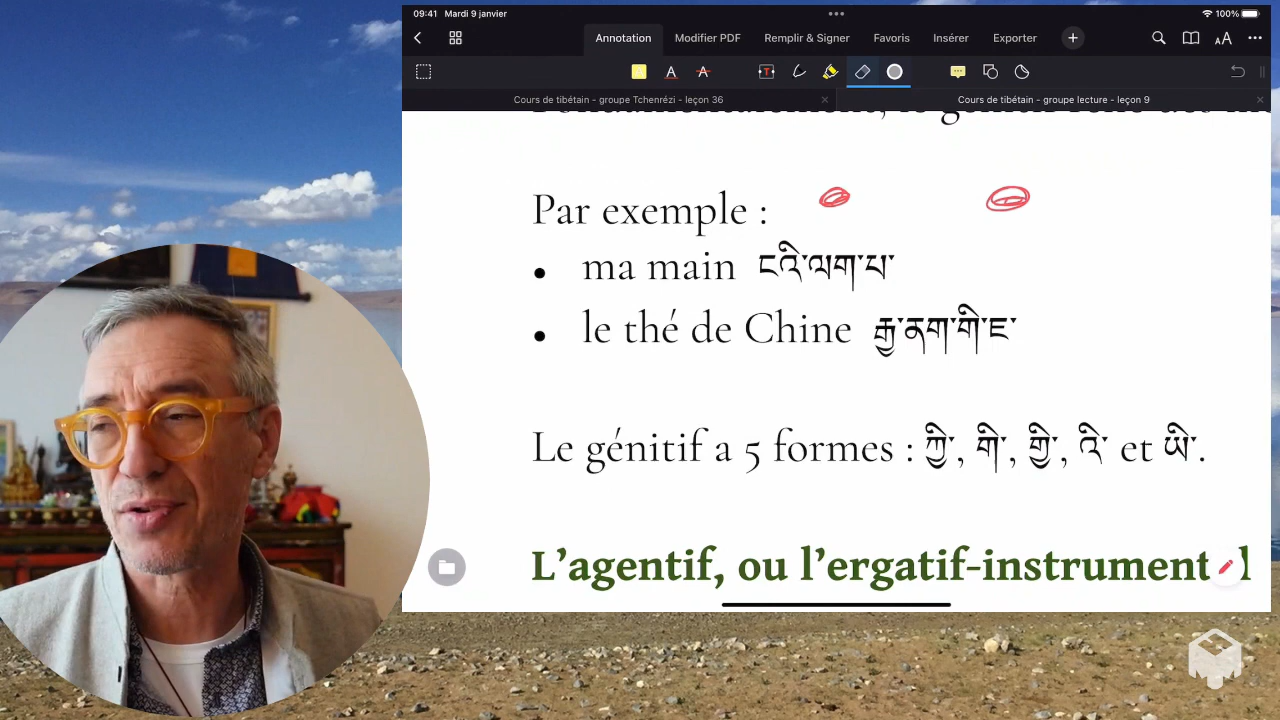 09:41 Mardi 9 janvier
100%
Annotation Modifier PDF Remplir & Signer Favoris Insérer Exporter
Cours de tibétain - groupe Tchenrézi - leçon 36
Cours de tibétain - groupe lecture - leçon 9
Par exemple :
• ma main ངའི་ལག་པ་
• le thé de Chine རྒྱ་ནག་གི་ཇ་
Le génitif a 5 formes : ཀྱི་, གི་, གྱི་, འི་ et ཡི་.
L'agentif, ou l'ergatif-instrumental